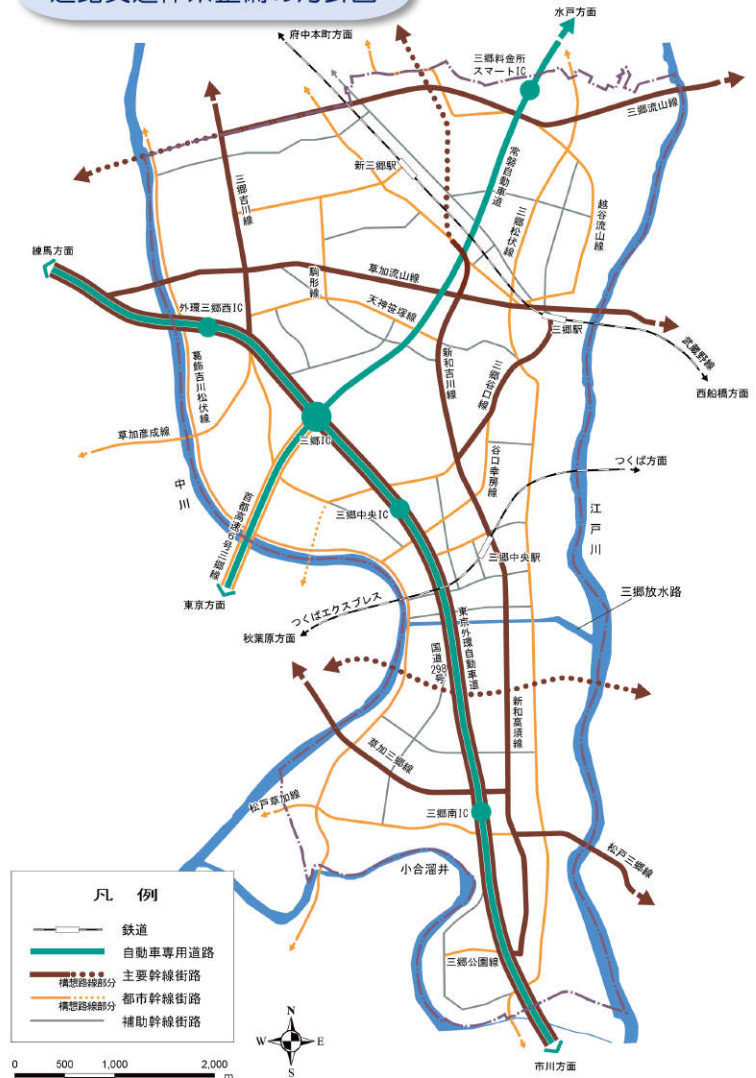 水戸方面
府中本町方面
三郷料金所
スマートIC
三郷流山線
新三郷駅
常磐自動車道
三郷吉川線
三郷松伏線
越谷流山線
練馬方面
駒形線
草加流山線
外環三郷西IC
天神笹塚線
三郷駅
武蔵野線
新和吉川線
三郷谷口線
西船橋方面
葛飾吉川松伏線
草加彦成線
三郷IC
谷口幸房線
つくば方面
中川
首都高速6号三郷線
三郷中央IC
江戸川
三郷中央駅
東京方面
つくばエクスプレス
三郷放水路
秋葉原方面
東京外環自動車道
国道298号
新和高須線
草加三郷線
松戸草加線
三郷南IC
松戸三郷線
小合溜井
三郷公園線
市川方面
凡 例
鉄道
自動車専用道路
主要幹線街路
構想路線部分
都市幹線街路
構想路線部分
補助幹線街路
N
W E
S
0 500 1,000 2,000
m